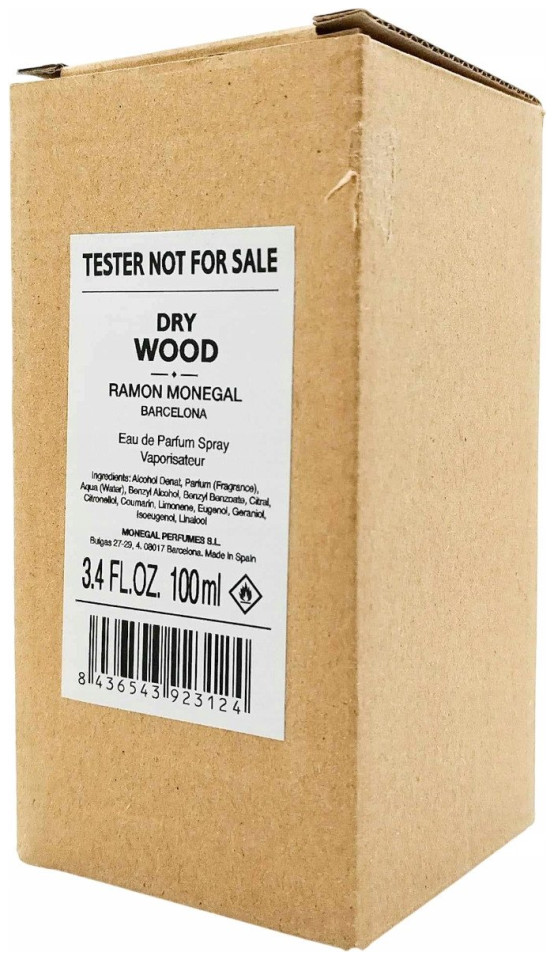 TESTER NOT FOR SALE
DRY
WOOD
RAMON MONEGAL
BARCELONA
Eau de Parfum Spray
Vaporisateur
Ingredients: Alcohol Denat, Parfum (Fragrance),
Aqua (Water), Benzyl Alcohol, Benzyl Benzoate, Citral,
Citronellol, Coumarin, Limonene, Eugenol, Geraniol,
Isoeugenol, Linalool
MONEGAL PERFUMES S.L.
Bulgas 27-29, 4. 08017 Barcelona. Made in Spain
3.4 FL.OZ. 100ml
8 436543 923124